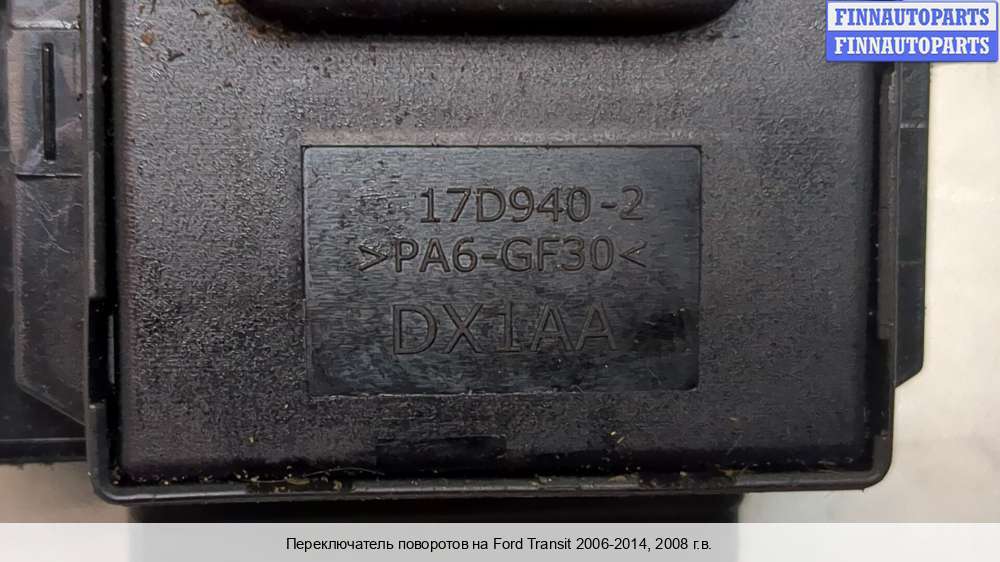 FINNAUTOPARTS
FINNAUTOPARTS
17D940-2
>PA6-GF30<
DX1AA
Переключатель поворотов на Ford Transit 2006-2014, 2008 г.в.